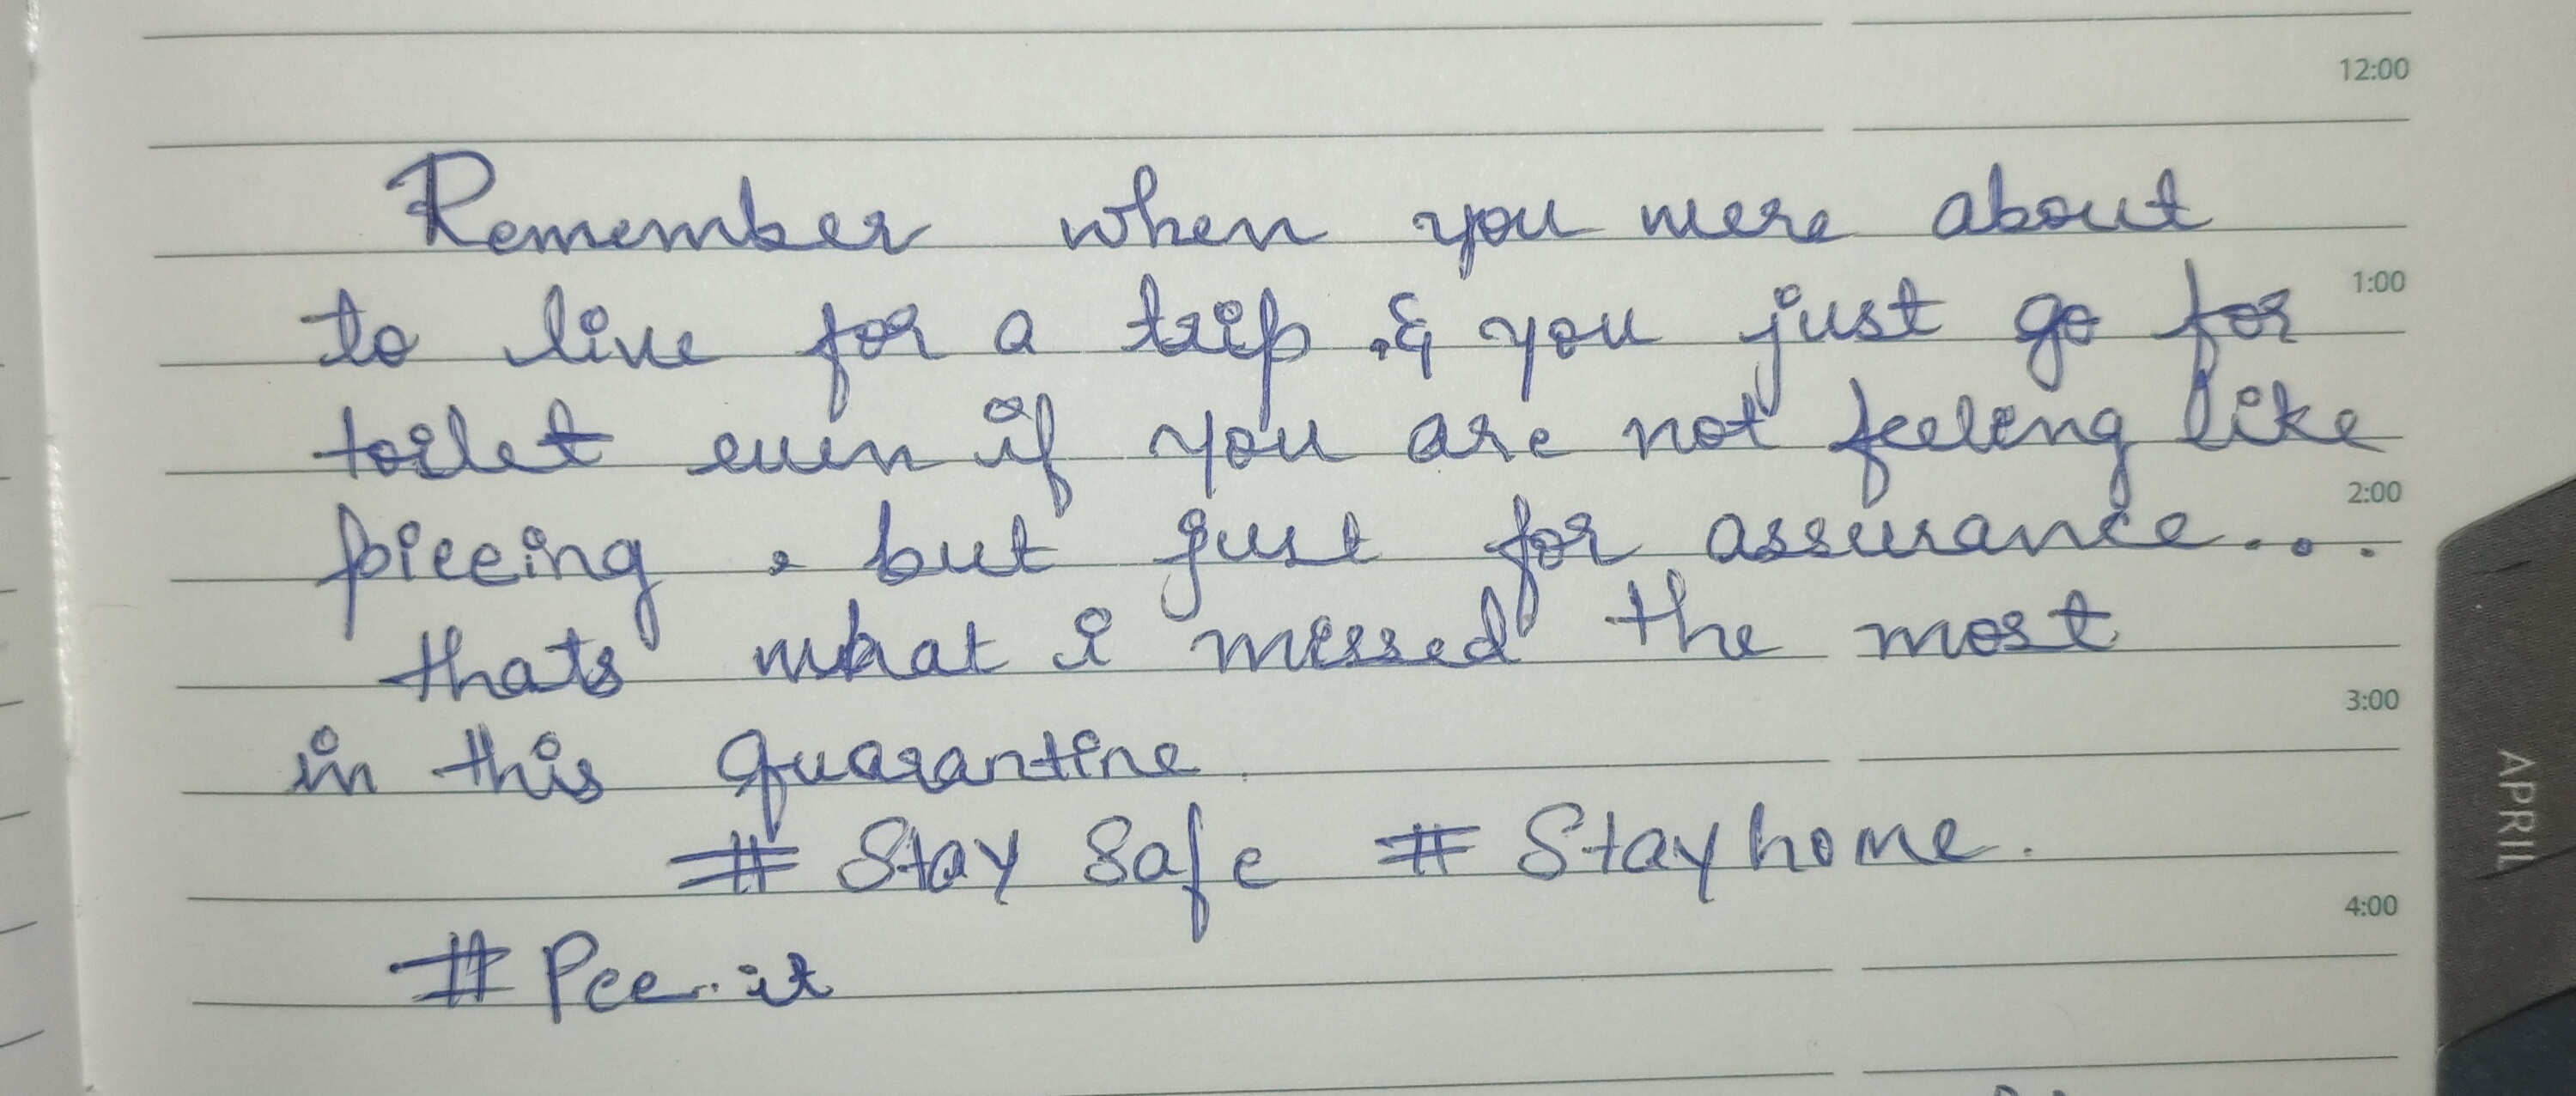 12:00
Remember when you were about
1:00
to live for a trip .& you just go for
toilet even if you are not feeling like
2:00
pieeing , but just for assurance...
thats what i missed the most
3:00
in this quarantine.
# Stay Safe # Stayhome.
4:00
# Pee.it
APRIL